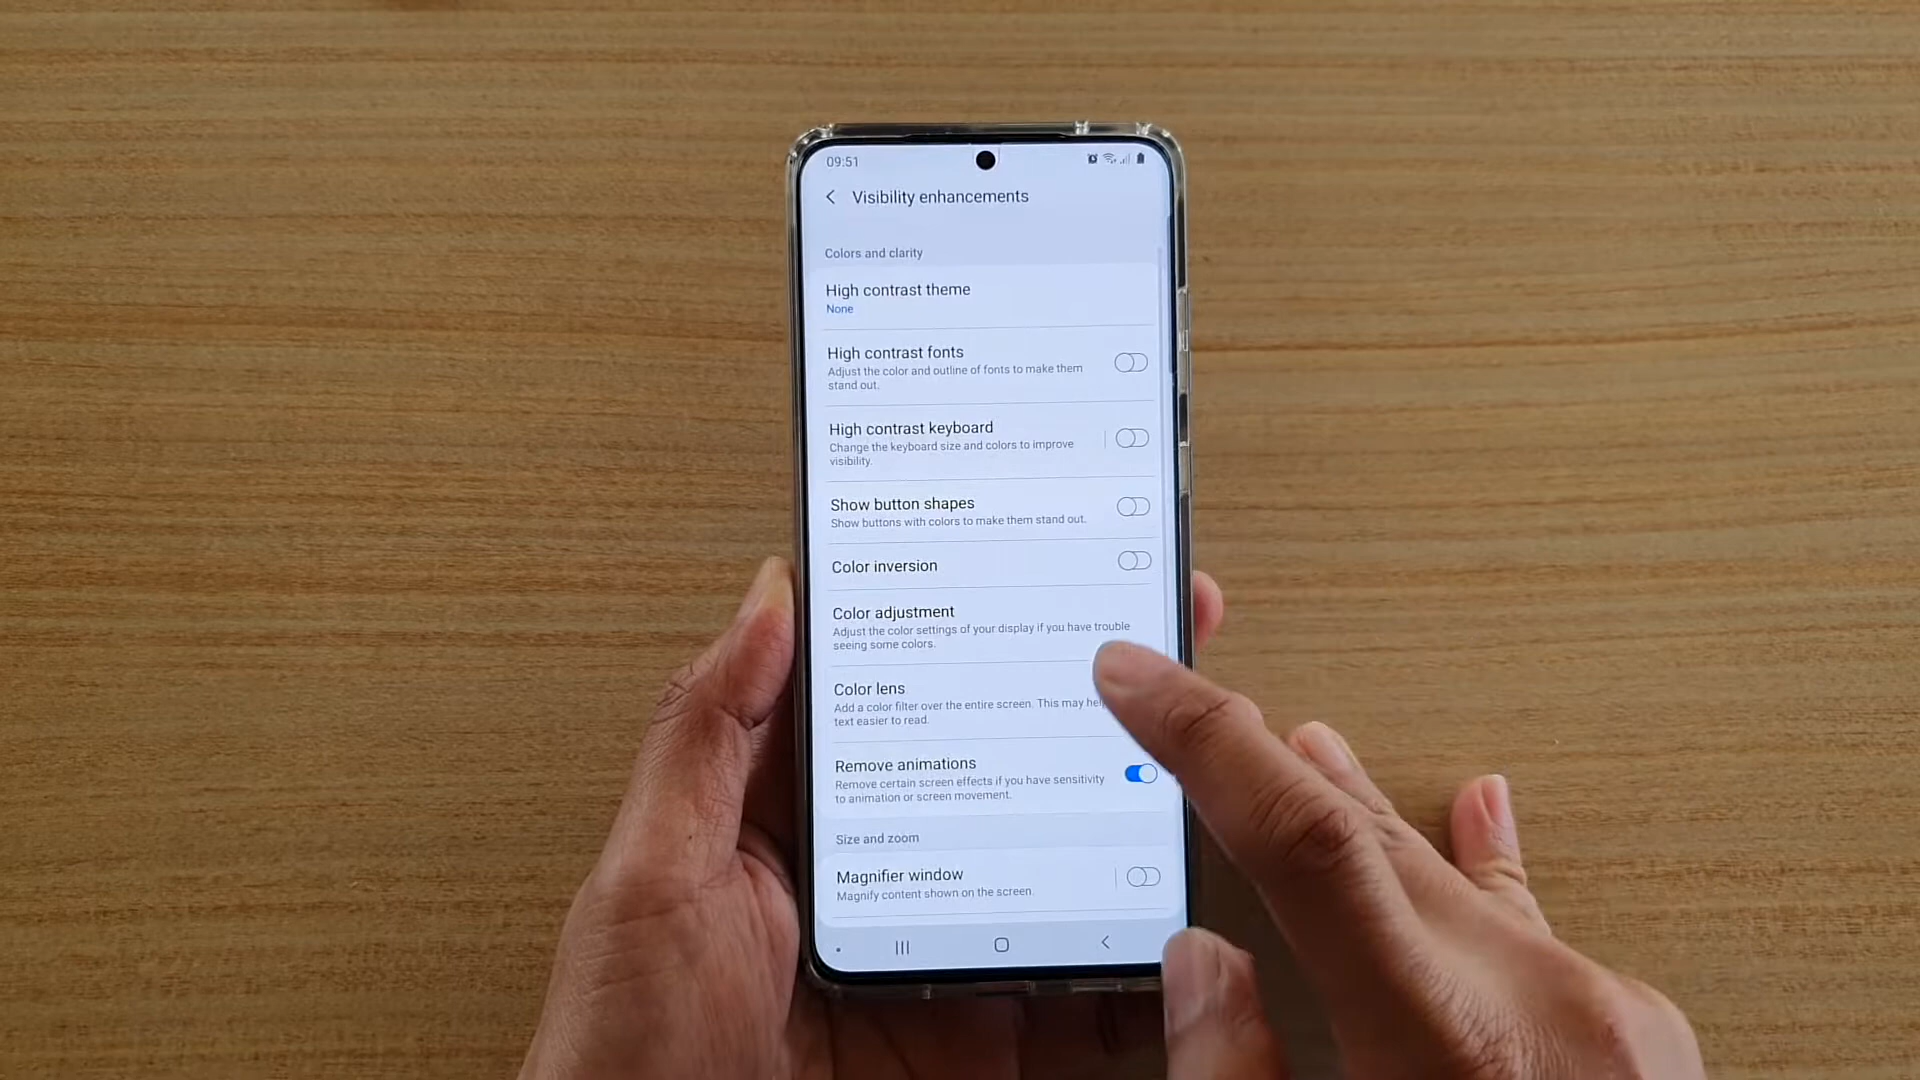 09:51
Visibility enhancements
Colors and clarity
High contrast theme
None
High contrast fonts
Adjust the color and outline of fonts to make them
stand out.
High contrast keyboard
Change the keyboard size and colors to improve
visibility.
Show button shapes
Show buttons with colors to make them stand out.
Color inversion
Color adjustment
Adjust the color settings of your display if you have trouble
seeing some colors.
Color lens
Add a color filter over the entire screen. This may
text easier to read.
Remove animations
Remove certain screen effects if you have sensitivity
to animation or screen movement.
Size and zoom
Magnifier window
Magnify content shown on the screen.